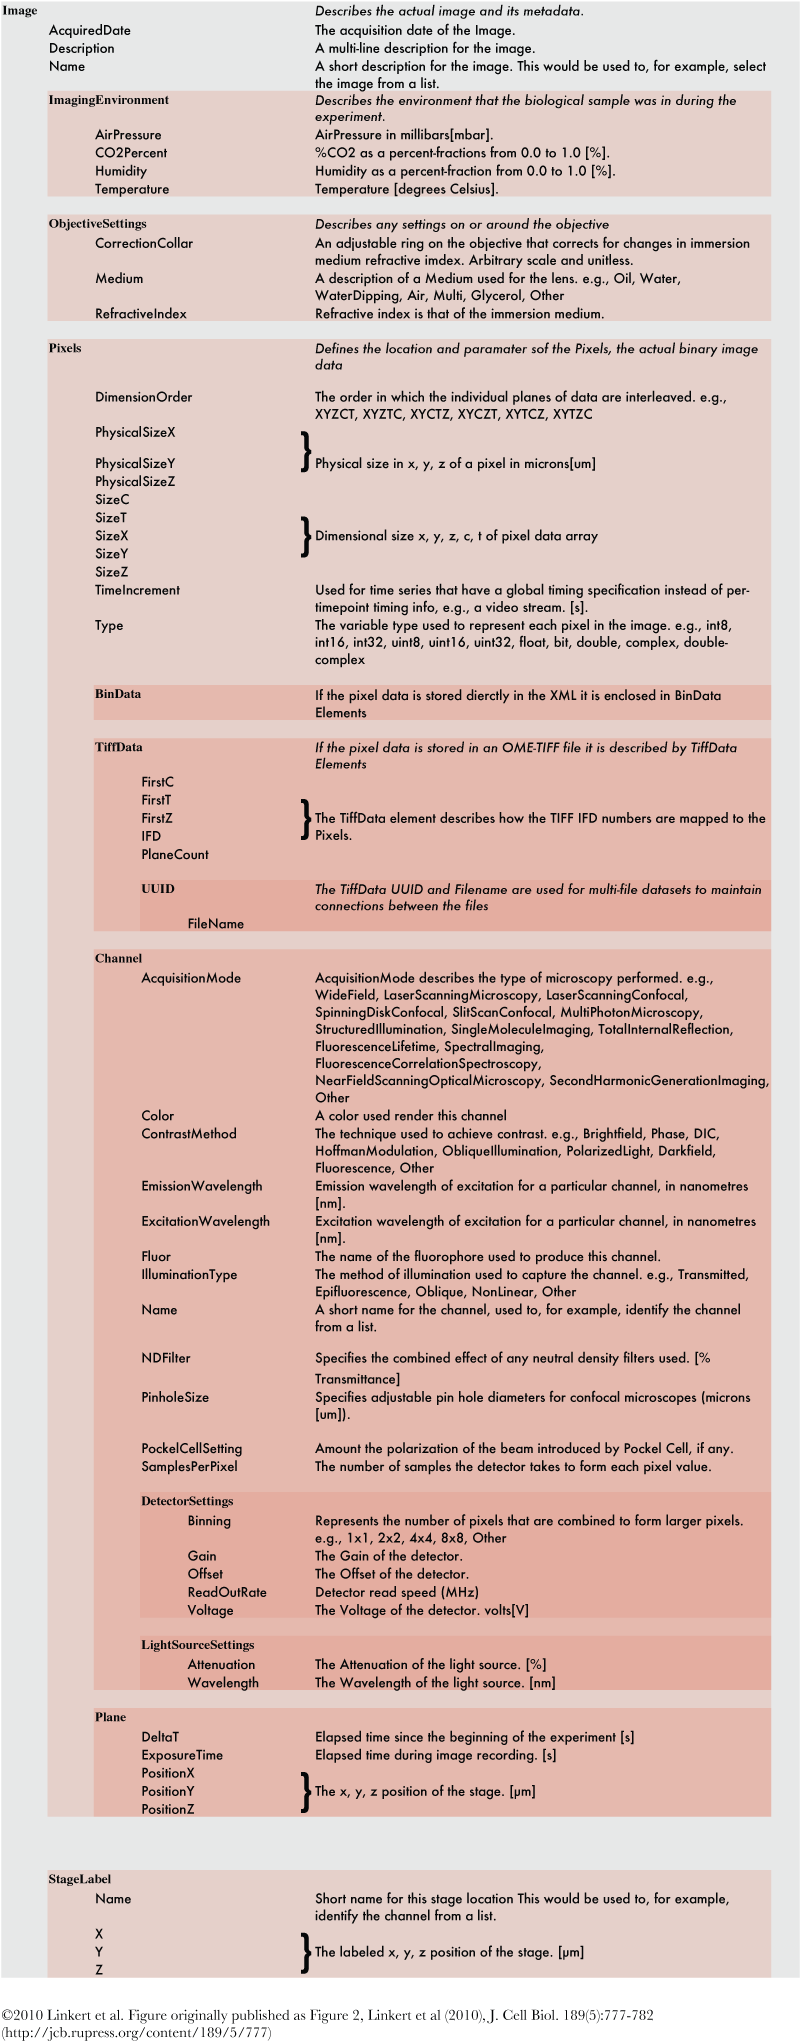 Image Describes the actual image and its metadata.
AcquiredDate The acquisition date of the Image.
Description A multi-line description for the image.
Name A short description for the image. This would be used to, for example, select
the image from a list.
ImagingEnvironment Describes the environment that the biological sample was in during the
experiment.
AirPressure AirPressure in millibars[mbar].
CO2Percent %CO2 as a percent-fractions from 0.0 to 1.0 [%].
Humidity Humidity as a percent-fraction from 0.0 to 1.0 [%].
Temperature Temperature [degrees Celsius].
ObjectiveSettings Describes any settings on or around the objective
CorrectionCollar An adjustable ring on the objective that corrects for changes in immersion
medium refractive imdex. Arbitrary scale and unitless.
Medium A description of a Medium used for the lens. e.g., Oil, Water,
WaterDipping, Air, Multi, Glycerol, Other
RefractiveIndex Refractive index is that of the immersion medium.
Pixels Defines the location and paramater sof the Pixels, the actual binary image
data
DimensionOrder The order in which the individual planes of data are interleaved. e.g.,
XYZCT, XYZTC, XYCTZ, XYCZT, XYTCZ, XYTZC
PhysicalSizeX
PhysicalSizeY } Physical size in x, y, z of a pixel in microns[um]
PhysicalSizeZ
SizeC
SizeT
SizeX } Dimensional size x, y, z, c, t of pixel data array
SizeY
SizeZ
TimeIncrement Used for time series that have a global timing specification instead of per-
timepoint timing info, e.g., a video stream. [s].
Type The variable type used to represent each pixel in the image. e.g., int8,
int16, int32, uint8, uint16, uint32, float, bit, double, complex, double-
complex
BinData If the pixel data is stored dierctly in the XML it is enclosed in BinData
Elements
TiffData If the pixel data is stored in an OME-TIFF file it is described by TiffData
Elements
FirstC
FirstT
FirstZ } The TiffData element describes how the TIFF IFD numbers are mapped to the
IFD Pixels.
PlaneCount
UUID The TiffData UUID and Filename are used for multi-file datasets to maintain
connections between the files
FileName
Channel
AcquisitionMode AcquisitionMode describes the type of microscopy performed. e.g.,
WideField, LaserScanningMicroscopy, LaserScanningConfocal,
SpinningDiskConfocal, SlitScanConfocal, MultiPhotonMicroscopy,
StructuredIllumination, SingleMoleculeImaging, TotalInternalReflection,
FluorescenceLifetime, SpectralImaging,
FluorescenceCorrelationSpectroscopy,
NearFieldScanningOpticalMicroscopy, SecondHarmonicGenerationImaging,
Other
Color A color used render this channel
ContrastMethod The technique used to achieve contrast. e.g., Brightfield, Phase, DIC,
HoffmanModulation, ObliqueIllumination, PolarizedLight, Darkfield,
Fluorescence, Other
EmissionWavelength Emission wavelength of excitation for a particular channel, in nanometres
[nm].
ExcitationWavelength Excitation wavelength of excitation for a particular channel, in nanometres
[nm].
Fluor The name of the fluorophore used to produce this channel.
IlluminationType The method of illumination used to capture the channel. e.g., Transmitted,
Epifluorescence, Oblique, NonLinear, Other
Name A short name for the channel, used to, for example, identify the channel
from a list.
NDFilter Specifies the combined effect of any neutral density filters used. [%
Transmittance]
PinholeSize Specifies adjustable pin hole diameters for confocal microscopes (microns
[um]).
PockelCellSetting Amount the polarization of the beam introduced by Pockel Cell, if any.
SamplesPerPixel The number of samples the detector takes to form each pixel value.
DetectorSettings
Binning Represents the number of pixels that are combined to form larger pixels.
e.g., 1x1, 2x2, 4x4, 8x8, Other
Gain The Gain of the detector.
Offset The Offset of the detector.
ReadOutRate Detector read speed (MHz)
Voltage The Voltage of the detector. volts[V]
LightSourceSettings
Attenuation The Attenuation of the light source. [%]
Wavelength The Wavelength of the light source. [nm]
Plane
DeltaT Elapsed time since the beginning of the experiment [s]
ExposureTime Elapsed time during image recording. [s]
PositionX
PositionY } The x, y, z position of the stage. [µm]
PositionZ
StageLabel
Name Short name for this stage location This would be used to, for example,
identify the channel from a list.
X
Y } The labeled x, y, z position of the stage. [µm]
Z
©2010 Linkert et al. Figure originally published as Figure 2, Linkert et al (2010), J. Cell Biol. 189(5):777-782
(http://jcb.rupress.org/content/189/5/777)